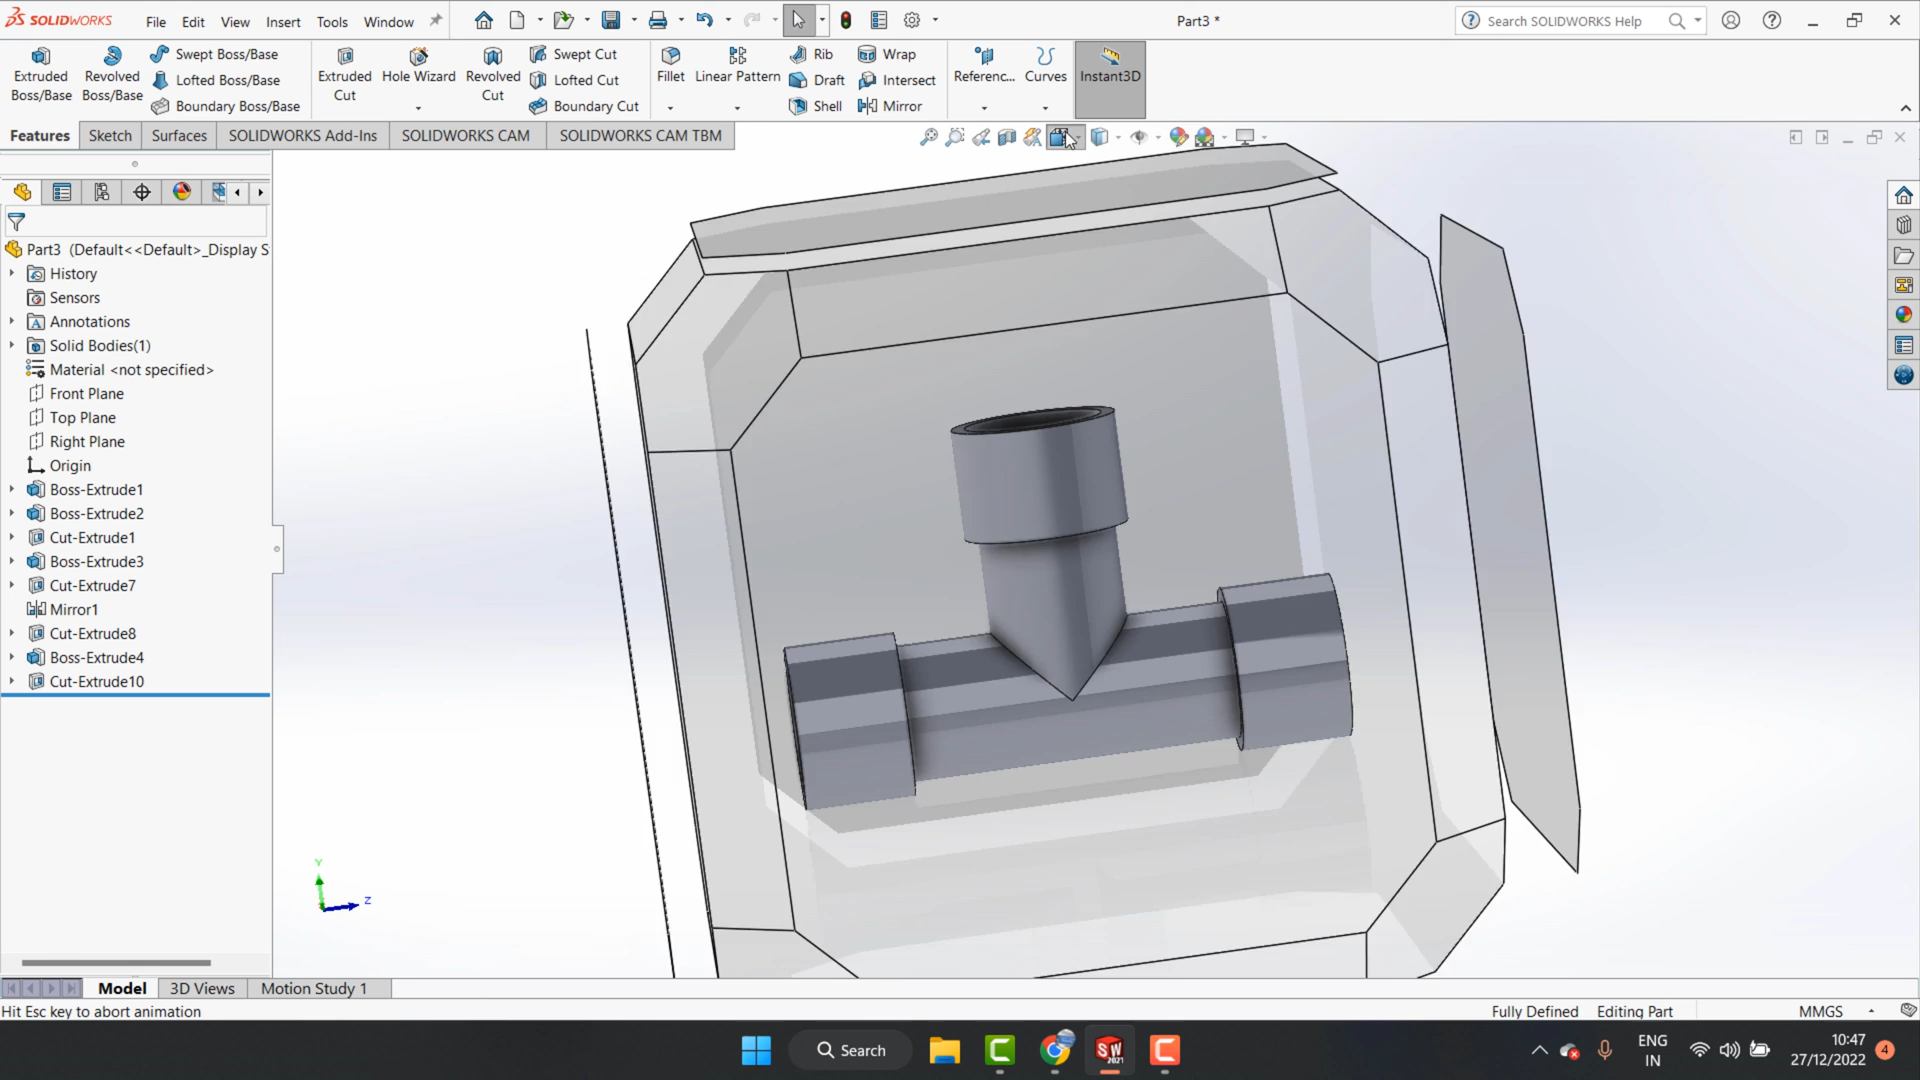 SOLIDWORKS
File Edit View Insert Tools Window
Part3 *
Search SOLIDWORKS Help
Extruded Boss/Base
Revolved Boss/Base
Swept Boss/Base
Lofted Boss/Base
Boundary Boss/Base
Extruded Cut
Hole Wizard
Revolved Cut
Swept Cut
Lofted Cut
Boundary Cut
Fillet
Linear Pattern
Rib
Draft
Shell
Wrap
Intersect
Mirror
Referenc...
Curves
Instant3D
Features Sketch Surfaces SOLIDWORKS Add-Ins SOLIDWORKS CAM SOLIDWORKS CAM TBM
Part3 (Default<<Default>_Display S
History
Sensors
Annotations
Solid Bodies(1)
Material <not specified>
Front Plane
Top Plane
Right Plane
Origin
Boss-Extrude1
Boss-Extrude2
Cut-Extrude1
Boss-Extrude3
Cut-Extrude7
Mirror1
Cut-Extrude8
Boss-Extrude4
Cut-Extrude10
Y
Z
Model 3D Views Motion Study 1
Hit Esc key to abort animation
Fully Defined Editing Part MMGS
Search
SW
2021
ENG
IN
10:47
27/12/2022
4